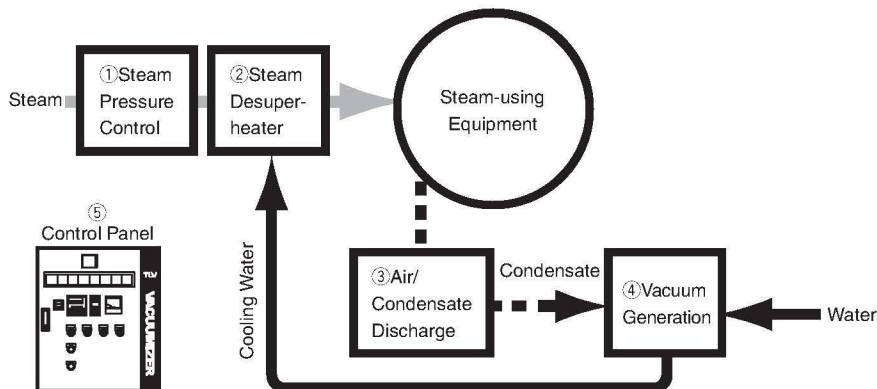 Steam
①Steam
Pressure
Control
②Steam
Desuper-
heater
Steam-using
Equipment
⑤
Control Panel
TLV
VACUUMIZER
Cooling Water
③Air/
Condensate
Discharge
Condensate
④Vacuum
Generation
Water